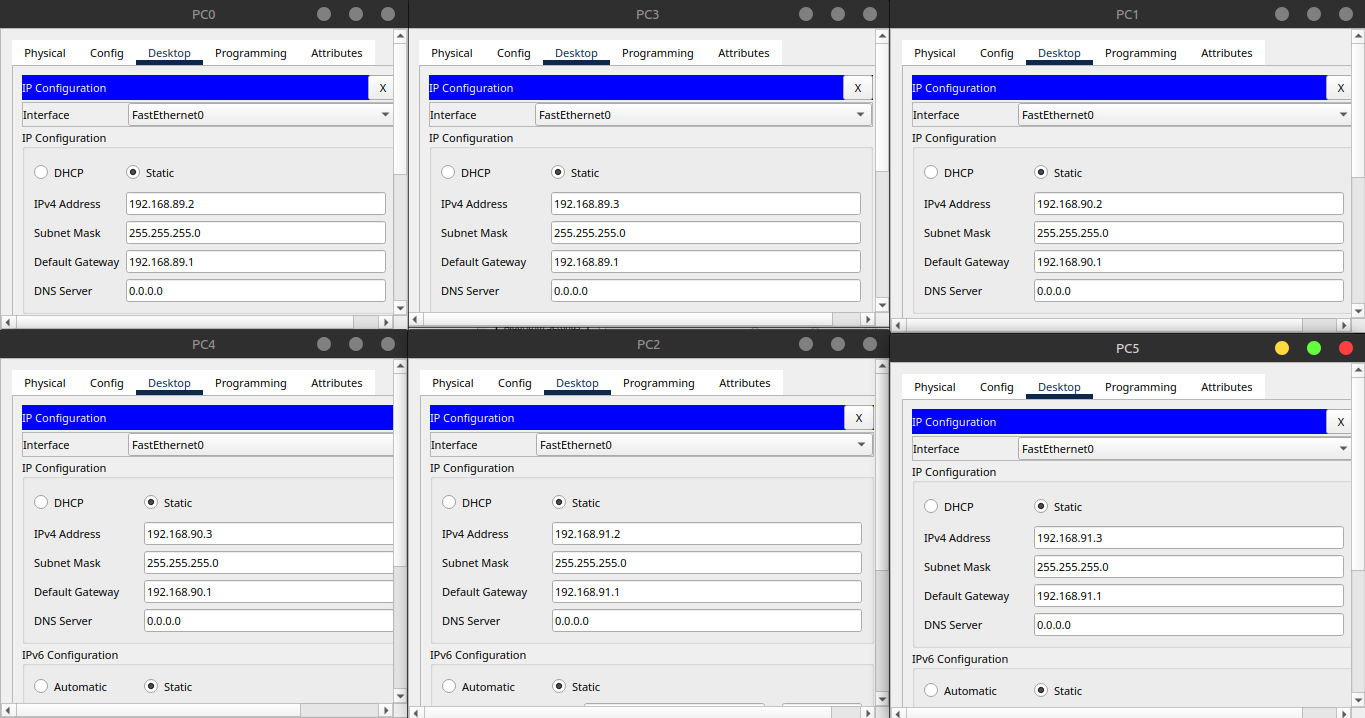 PC0
Physical Config Desktop Programming Attributes
IP Configuration X
Interface FastEthernet0
IP Configuration
DHCP Static
IPv4 Address 192.168.89.2
Subnet Mask 255.255.255.0
Default Gateway 192.168.89.1
DNS Server 0.0.0.0
PC3
Physical Config Desktop Programming Attributes
IP Configuration X
Interface FastEthernet0
IP Configuration
DHCP Static
IPv4 Address 192.168.89.3
Subnet Mask 255.255.255.0
Default Gateway 192.168.89.1
DNS Server 0.0.0.0
PC1
Physical Config Desktop Programming Attributes
IP Configuration X
Interface FastEthernet0
IP Configuration
DHCP Static
IPv4 Address 192.168.90.2
Subnet Mask 255.255.255.0
Default Gateway 192.168.90.1
DNS Server 0.0.0.0
PC4
Physical Config Desktop Programming Attributes
IP Configuration
Interface FastEthernet0
IP Configuration
DHCP Static
IPv4 Address 192.168.90.3
Subnet Mask 255.255.255.0
Default Gateway 192.168.90.1
DNS Server 0.0.0.0
IPv6 Configuration
Automatic Static
PC2
Physical Config Desktop Programming Attributes
IP Configuration X
Interface FastEthernet0
IP Configuration
DHCP Static
IPv4 Address 192.168.91.2
Subnet Mask 255.255.255.0
Default Gateway 192.168.91.1
DNS Server 0.0.0.0
IPv6 Configuration
Automatic Static
PC5
Physical Config Desktop Programming Attributes
IP Configuration X
Interface FastEthernet0
IP Configuration
DHCP Static
IPv4 Address 192.168.91.3
Subnet Mask 255.255.255.0
Default Gateway 192.168.91.1
DNS Server 0.0.0.0
IPv6 Configuration
Automatic Static